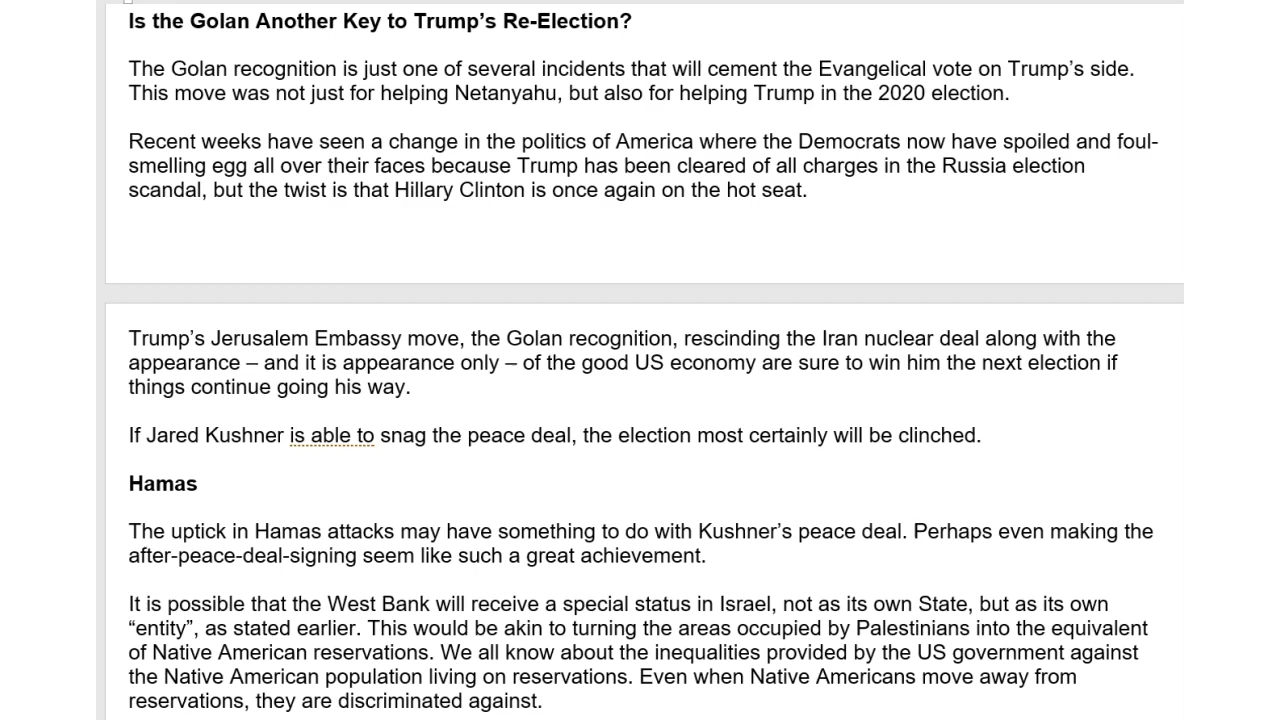 Is the Golan Another Key to Trump’s Re-Election?
The Golan recognition is just one of several incidents that will cement the Evangelical vote on Trump’s side.
This move was not just for helping Netanyahu, but also for helping Trump in the 2020 election.
Recent weeks have seen a change in the politics of America where the Democrats now have spoiled and foul-
smelling egg all over their faces because Trump has been cleared of all charges in the Russia election
scandal, but the twist is that Hillary Clinton is once again on the hot seat.
Trump’s Jerusalem Embassy move, the Golan recognition, rescinding the Iran nuclear deal along with the
appearance – and it is appearance only – of the good US economy are sure to win him the next election if
things continue going his way.
If Jared Kushner is able to snag the peace deal, the election most certainly will be clinched.
Hamas
The uptick in Hamas attacks may have something to do with Kushner’s peace deal. Perhaps even making the
after-peace-deal-signing seem like such a great achievement.
It is possible that the West Bank will receive a special status in Israel, not as its own State, but as its own
“entity”, as stated earlier. This would be akin to turning the areas occupied by Palestinians into the equivalent
of Native American reservations. We all know about the inequalities provided by the US government against
the Native American population living on reservations. Even when Native Americans move away from
reservations, they are discriminated against.